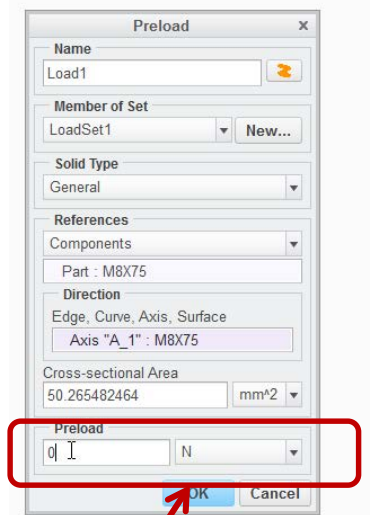 Preload x
Name
Load1
Member of Set
LoadSet1 New...
Solid Type
General
References
Components
Part : M8X75
Direction
Edge, Curve, Axis, Surface
Axis "A_1" : M8X75
Cross-sectional Area
50.265482464 mm^2
Preload
0 N
OK Cancel